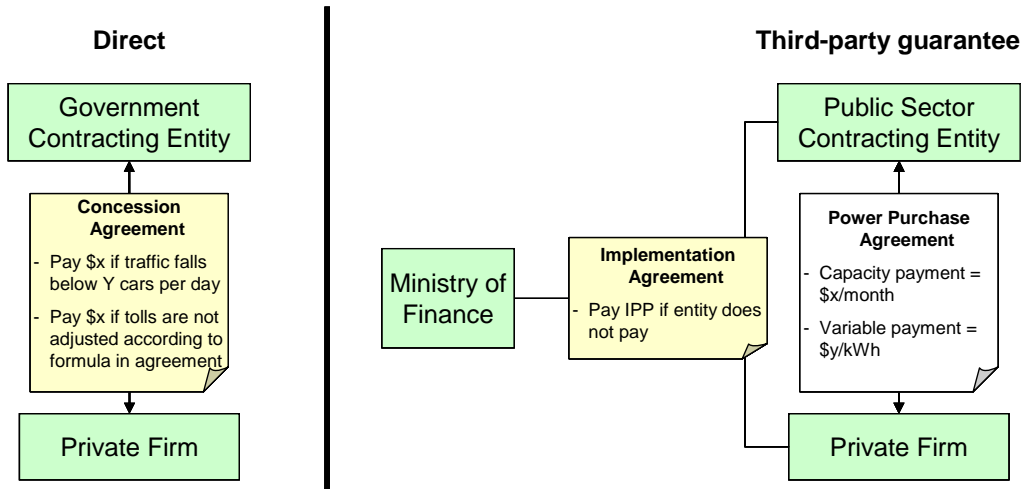 Direct
Government
Contracting Entity
Concession
Agreement
- Pay $x if traffic falls
below Y cars per day
- Pay $x if tolls are not
adjusted according to
formula in agreement
Private Firm
Third-party guarantee
Ministry of
Finance
Implementation
Agreement
- Pay IPP if entity does
not pay
Public Sector
Contracting Entity
Power Purchase
Agreement
- Capacity payment =
$x/month
- Variable payment =
$y/kWh
Private Firm